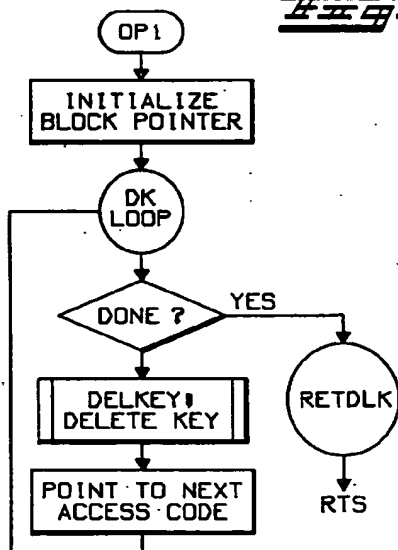 OP1
INITIALIZE
BLOCK POINTER
DK
LOOP
DONE ?
YES
DELKEY:
DELETE KEY
RETDLK
POINT TO NEXT
ACCESS CODE
RTS